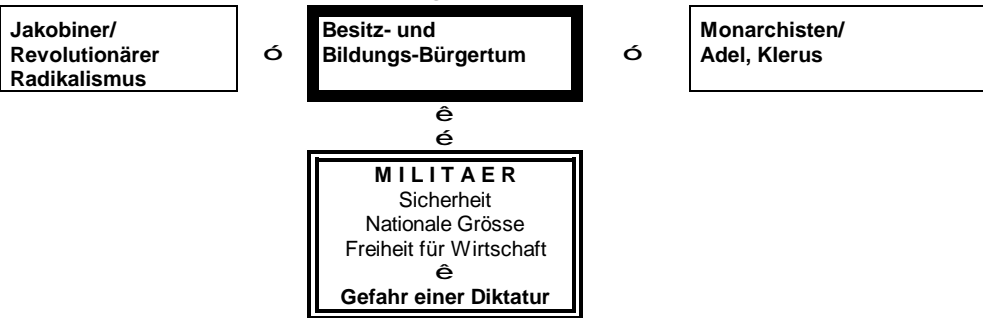 Jakobiner/
Revolutionärer
Radikalismus
ó
Besitz- und
Bildungs-Bürgertum
ó
Monarchisten/
Adel, Klerus
ê
é
M I L I T A E R
Sicherheit
Nationale Grösse
Freiheit für Wirtschaft
ê
Gefahr einer Diktatur